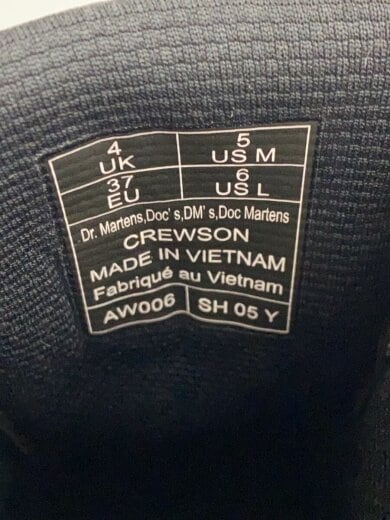 4 UK 5 US M
37 EU 6 US L
Dr. Martens,Doc's,DM's,Doc Martens
CREWSON
MADE IN VIETNAM
Fabriqué au Vietnam
AW006 SH 05 Y